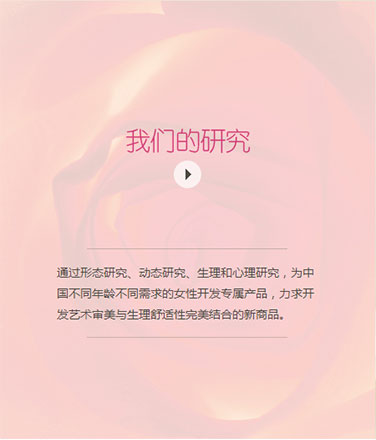 我们的研究
通过形态研究、动态研究、生理和心理研究，为中
国不同年龄不同需求的女性开发专属产品，力求开
发艺术审美与生理舒适性完美结合的新商品。